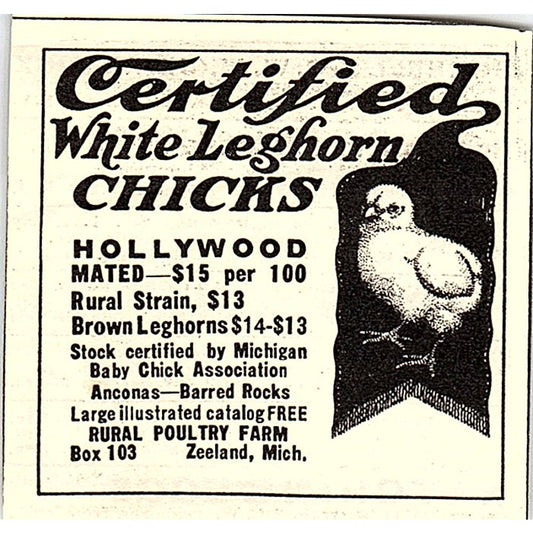 Certified
White Leghorn
CHICKS
HOLLYWOOD
MATED—$15 per 100
Rural Strain, $13
Brown Leghorns $14-$13
Stock certified by Michigan
Baby Chick Association
Anconas—Barred Rocks
Large illustrated catalog FREE
RURAL POULTRY FARM
Box 103 Zeeland, Mich.